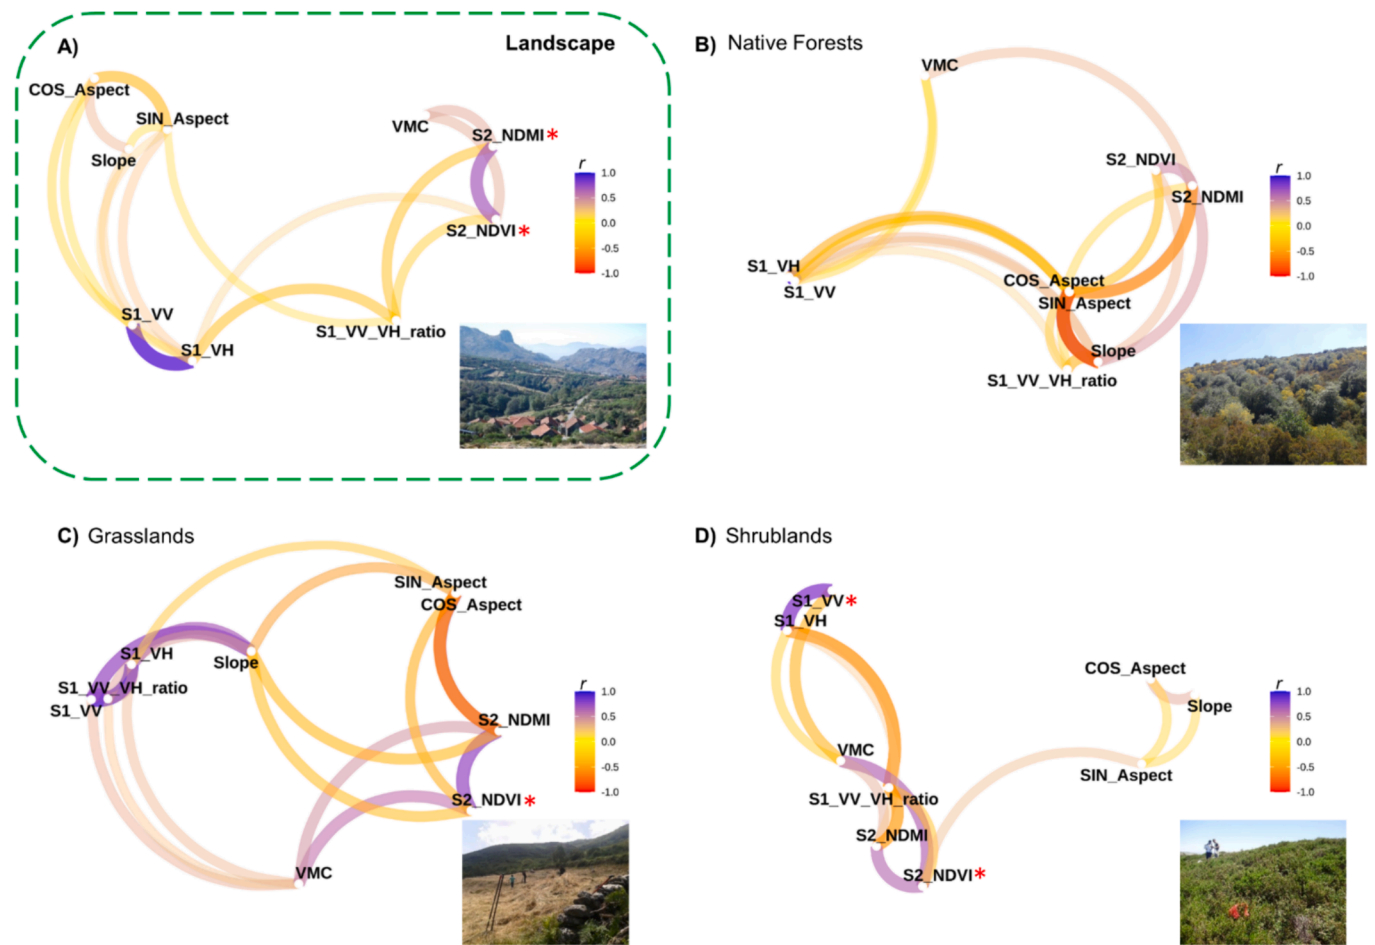 A)
Landscape
COS_Aspect
SIN_Aspect
Slope
VMC
S2_NDMI*
S2_NDVI*
r
1.0
0.5
0.0
-0.5
-1.0
S1_VV
S1_VH
S1_VV_VH_ratio
B) Native Forests
VMC
S2_NDVI
S2_NDMI
r
1.0
0.5
0.0
-0.5
-1.0
S1_VH
S1_VV
COS_Aspect
SIN_Aspect
Slope
S1_VV_VH_ratio
C) Grasslands
SIN_Aspect
COS_Aspect
S1_VH
Slope
S1_VV_VH_ratio
S1_VV
S2_NDMI
S2_NDVI*
VMC
r
1.0
0.5
0.0
-0.5
-1.0
D) Shrublands
S1_VV*
S1_VH
COS_Aspect
Slope
VMC
SIN_Aspect
S1_VV_VH_ratio
S2_NDMI
S2_NDVI*
r
1.0
0.5
0.0
-0.5
-1.0